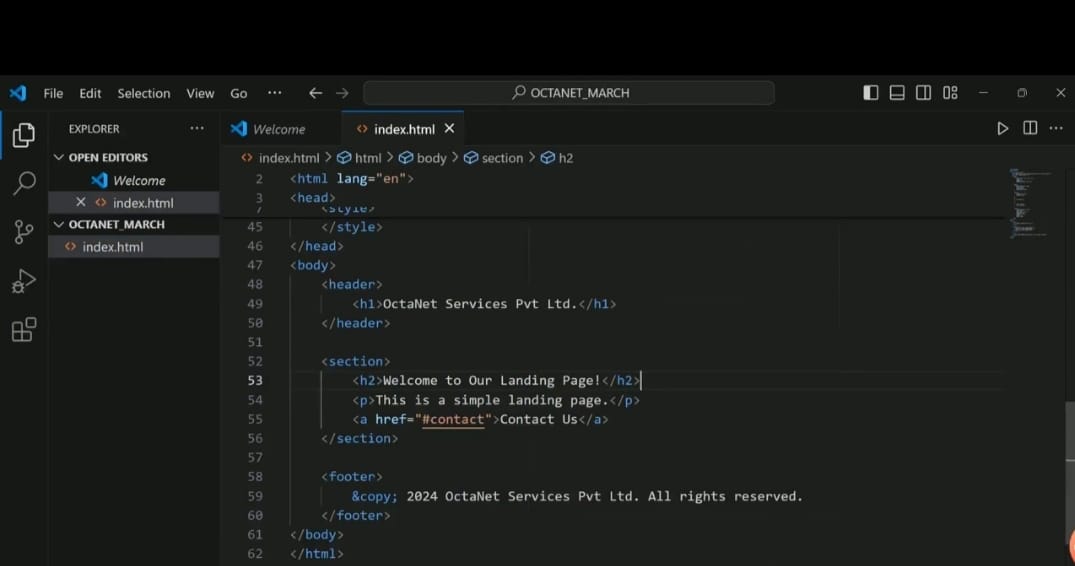 File Edit Selection View Go ··· OCTANET_MARCH
EXPLORER ···
Welcome
index.html
OPEN EDITORS
index.html > html > body > section > h2
Welcome
index.html
OCTANET_MARCH
index.html
2 <html lang="en">
3 <head>
7 <style>
45 </style>
46 </head>
47 <body>
48 <header>
49 <h1>OctaNet Services Pvt Ltd.</h1>
50 </header>
51
52 <section>
53 <h2>Welcome to Our Landing Page!</h2>
54 <p>This is a simple landing page.</p>
55 <a href="#contact">Contact Us</a>
56 </section>
57
58 <footer>
59 &copy; 2024 OctaNet Services Pvt Ltd. All rights reserved.
60 </footer>
61 </body>
62 </html>